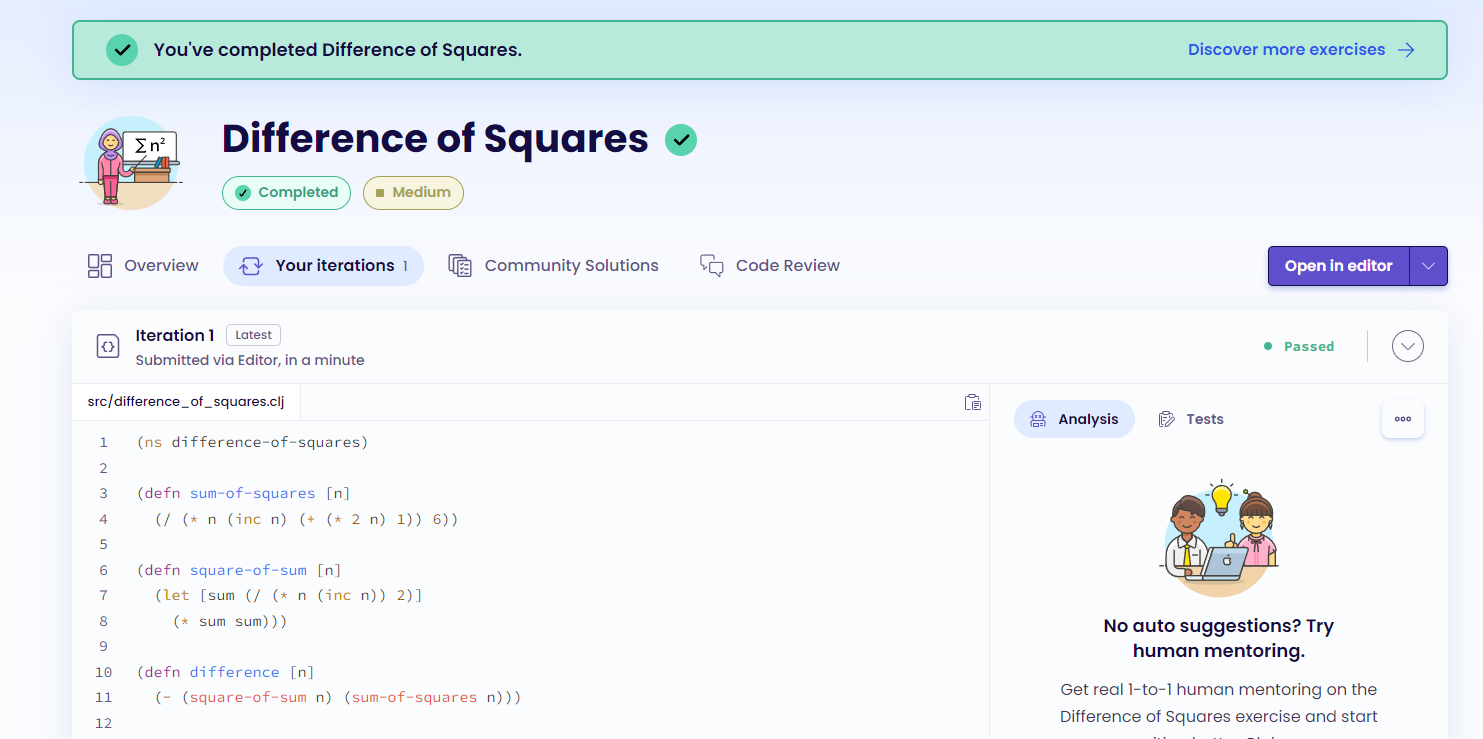 You've completed Difference of Squares.
Discover more exercises
∑n²
Difference of Squares
Completed
Medium
Overview
Your iterations 1
Community Solutions
Code Review
Open in editor
Iteration 1 Latest
Submitted via Editor, in a minute
Passed
src/difference_of_squares.clj
Analysis
Tests
1 (ns difference-of-squares)
2
3 (defn sum-of-squares [n]
4 (/ (* n (inc n) (+ (* 2 n) 1)) 6))
5
6 (defn square-of-sum [n]
7 (let [sum (/ (* n (inc n)) 2)]
8 (* sum sum)))
9
10 (defn difference [n]
11 (- (square-of-sum n) (sum-of-squares n)))
12
No auto suggestions? Try
human mentoring.
Get real 1-to-1 human mentoring on the
Difference of Squares exercise and start